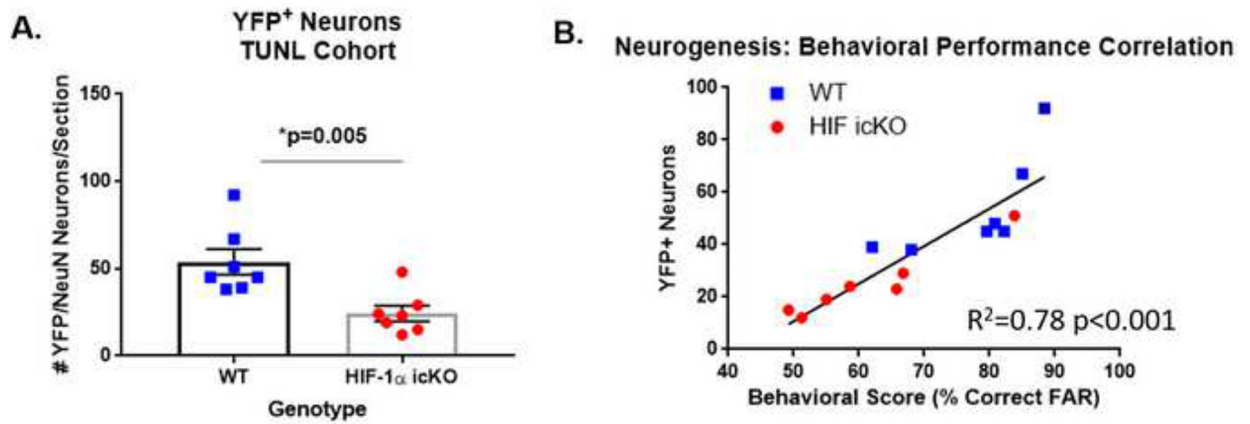 A.
YFP+ Neurons
TUNL Cohort
# YFP/NeuN Neurons/Section
150
100
50
0
*p=0.005
WT
HIF-1α icKO
Genotype
B.
Neurogenesis: Behavioral Performance Correlation
YFP+ Neurons
100
80
60
40
20
0
WT
HIF icKO
R²=0.78 p<0.001
40 50 60 70 80 90 100
Behavioral Score (% Correct FAR)